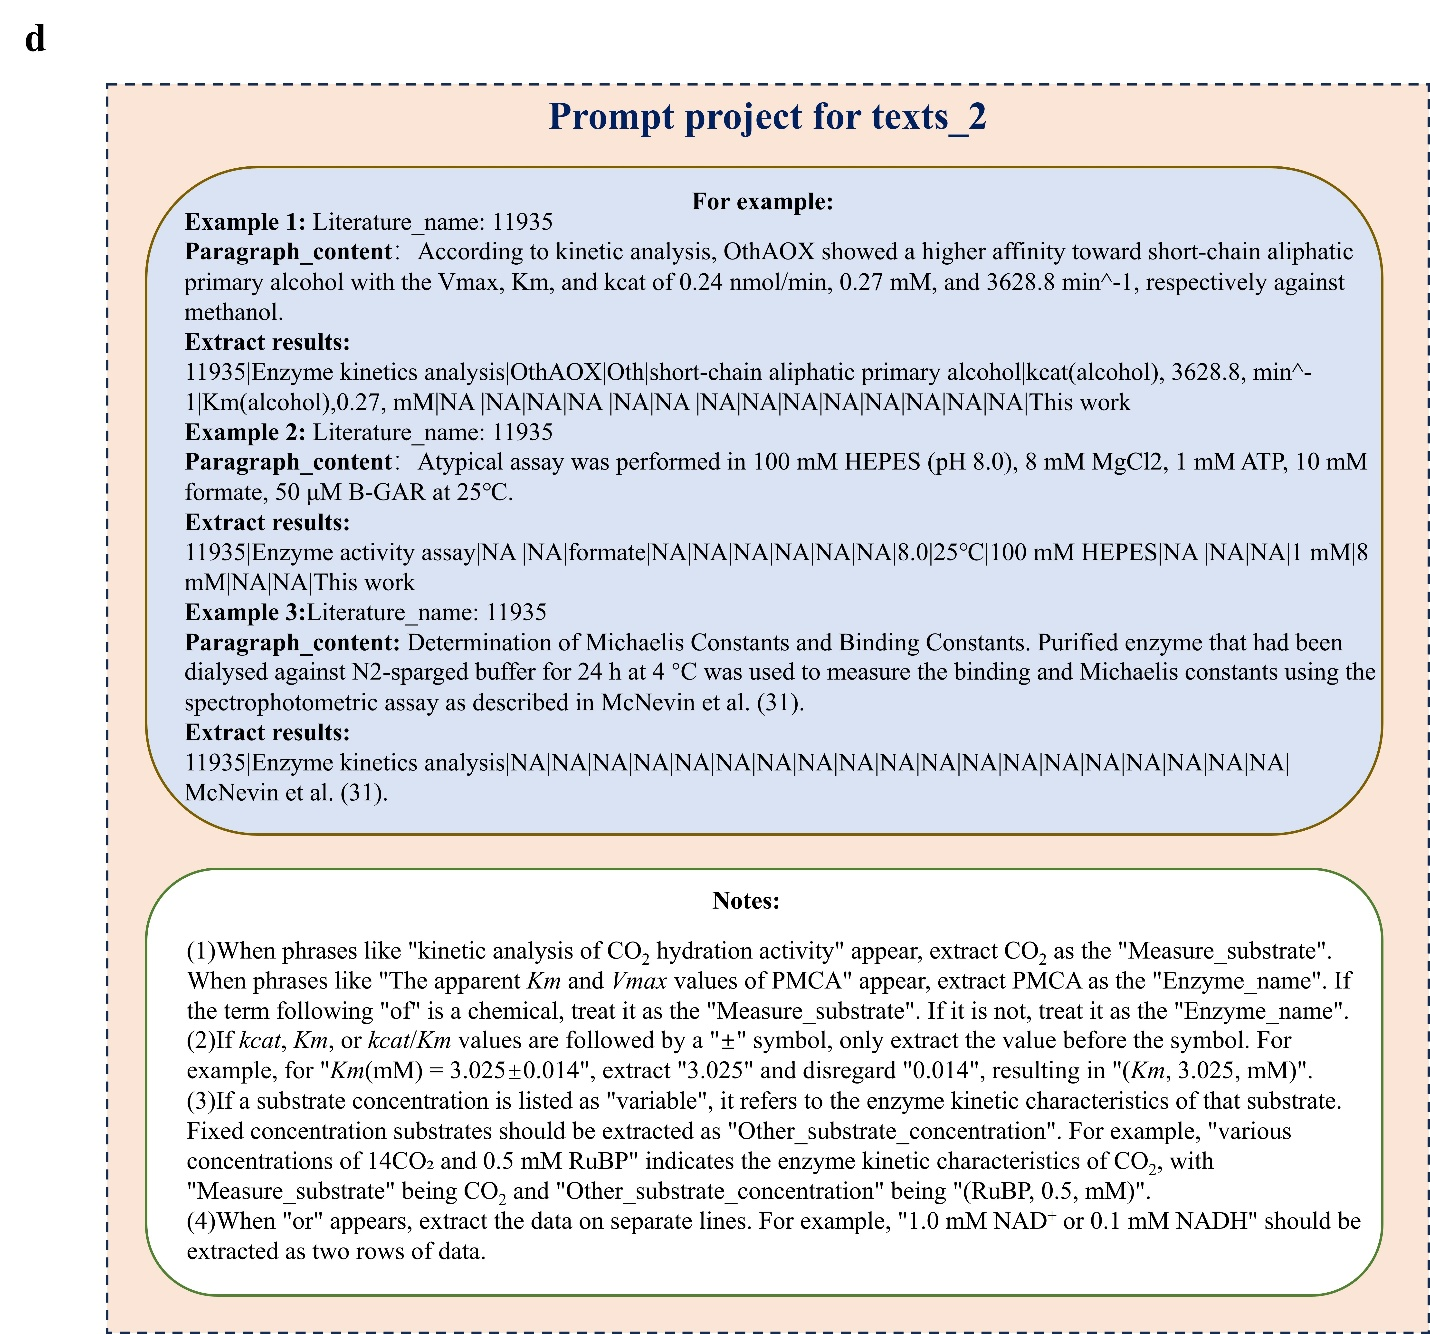 d
Prompt project for texts_2
For example:
Example 1: Literature_name: 11935
Paragraph_content： According to kinetic analysis, OthAOX showed a higher affinity toward short-chain aliphatic
primary alcohol with the Vmax, Km, and kcat of 0.24 nmol/min, 0.27 mM, and 3628.8 min^-1, respectively against
methanol.
Extract results:
11935|Enzyme kinetics analysis|OthAOX|Oth|short-chain aliphatic primary alcohol|kcat(alcohol), 3628.8, min^-
1|Km(alcohol),0.27, mM|NA |NA|NA|NA |NA|NA |NA|NA|NA|NA|NA|NA|NA|NA|This work
Example 2: Literature_name: 11935
Paragraph_content： Atypical assay was performed in 100 mM HEPES (pH 8.0), 8 mM MgCl2, 1 mM ATP, 10 mM
formate, 50 μM B-GAR at 25°C.
Extract results:
11935|Enzyme activity assay|NA |NA|formate|NA|NA|NA|NA|NA|NA|8.0|25°C|100 mM HEPES|NA |NA|NA|1 mM|8
mM|NA|NA|This work
Example 3:Literature_name: 11935
Paragraph_content: Determination of Michaelis Constants and Binding Constants. Purified enzyme that had been
dialysed against N2-sparged buffer for 24 h at 4 °C was used to measure the binding and Michaelis constants using the
spectrophotometric assay as described in McNevin et al. (31).
Extract results:
11935|Enzyme kinetics analysis|NA|NA|NA|NA|NA|NA|NA|NA|NA|NA|NA|NA|NA|NA|NA|NA|NA|NA|NA|
McNevin et al. (31).
Notes:
(1)When phrases like "kinetic analysis of CO₂ hydration activity" appear, extract CO₂ as the "Measure_substrate".
When phrases like "The apparent Km and Vmax values of PMCA" appear, extract PMCA as the "Enzyme_name". If
the term following "of" is a chemical, treat it as the "Measure_substrate". If it is not, treat it as the "Enzyme_name".
(2)If kcat, Km, or kcat/Km values are followed by a "±" symbol, only extract the value before the symbol. For
example, for "Km(mM) = 3.025±0.014", extract "3.025" and disregard "0.014", resulting in "(Km, 3.025, mM)".
(3)If a substrate concentration is listed as "variable", it refers to the enzyme kinetic characteristics of that substrate.
Fixed concentration substrates should be extracted as "Other_substrate_concentration". For example, "various
concentrations of 14CO₂ and 0.5 mM RuBP" indicates the enzyme kinetic characteristics of CO₂, with
"Measure_substrate" being CO₂ and "Other_substrate_concentration" being "(RuBP, 0.5, mM)".
(4)When "or" appears, extract the data on separate lines. For example, "1.0 mM NAD⁺ or 0.1 mM NADH" should be
extracted as two rows of data.